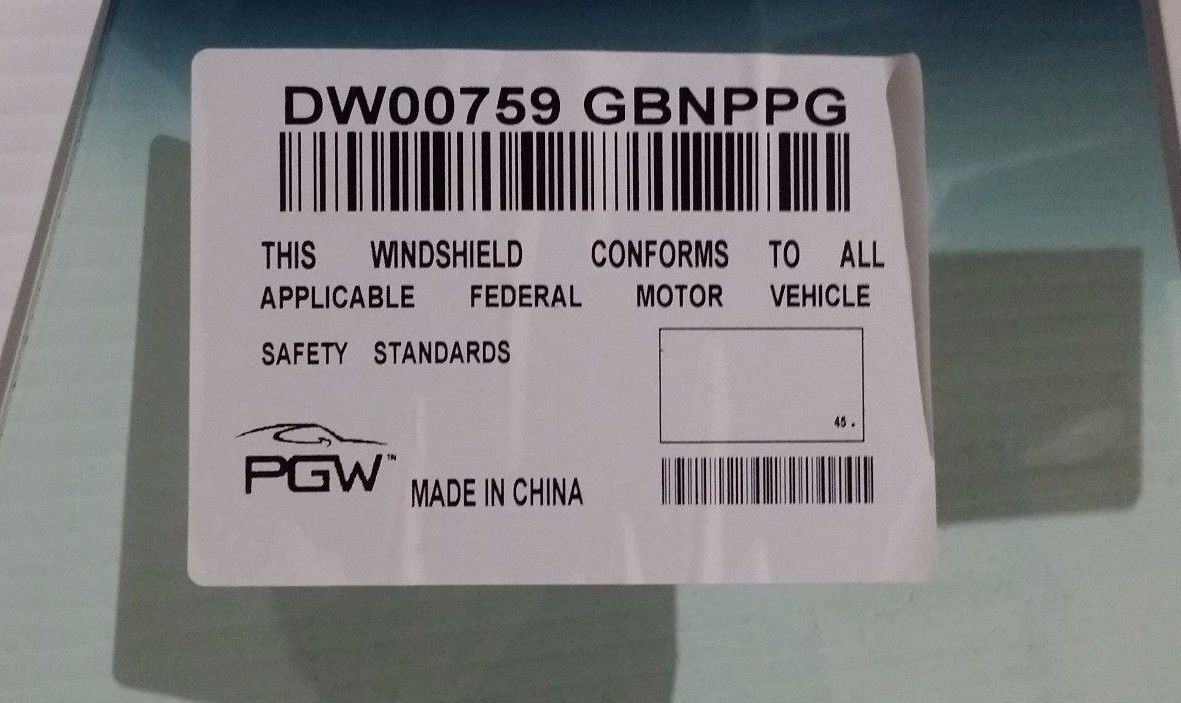 DW00759 GBNPPG
THIS WINDSHIELD CONFORMS TO ALL
APPLICABLE FEDERAL MOTOR VEHICLE
SAFETY STANDARDS
45 .
PGW™
MADE IN CHINA